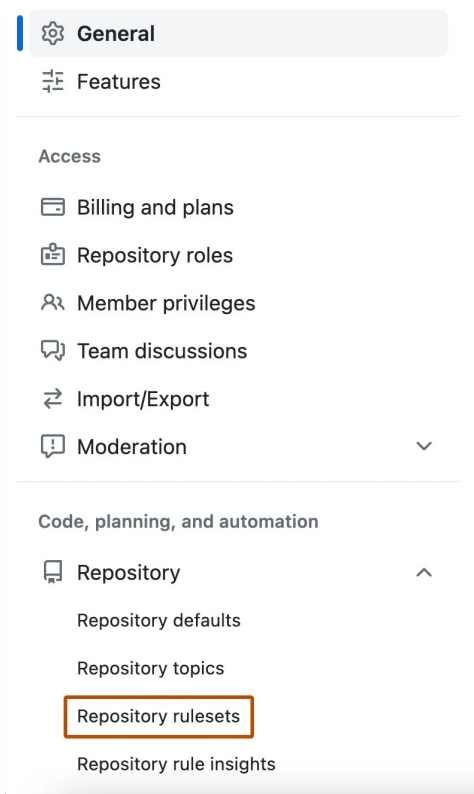 General
Features
Access
Billing and plans
Repository roles
Member privileges
Team discussions
Import/Export
Moderation
Code, planning, and automation
Repository
Repository defaults
Repository topics
Repository rulesets
Repository rule insights